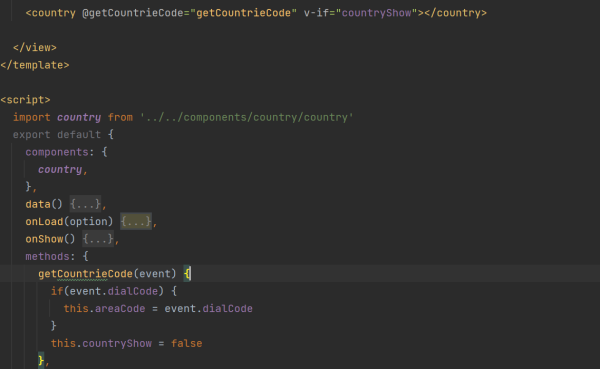 <country @getCountrieCode="getCountrieCode" v-if="countryShow"></country>
</view>
</template>
<script>
import country from '../../components/country/country'
export default {
components: {
country,
},
data() {...},
onLoad(option) {...},
onShow() {...},
methods: {
getCountrieCode(event) {
if(event.dialCode) {
this.areaCode = event.dialCode
}
this.countryShow = false
},